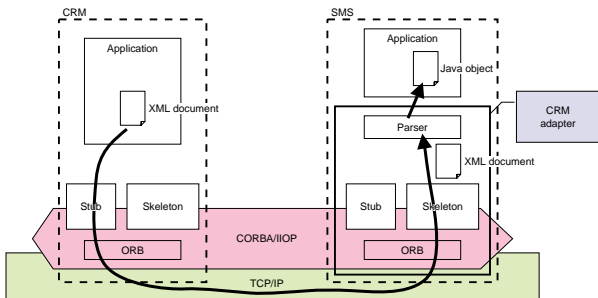 CRM
SMS
Application
Application
Java object
XML document
CRM
adapter
Parser
XML document
Stub
Skeleton
Stub
Skeleton
CORBA/IIOP
ORB
ORB
TCP/IP